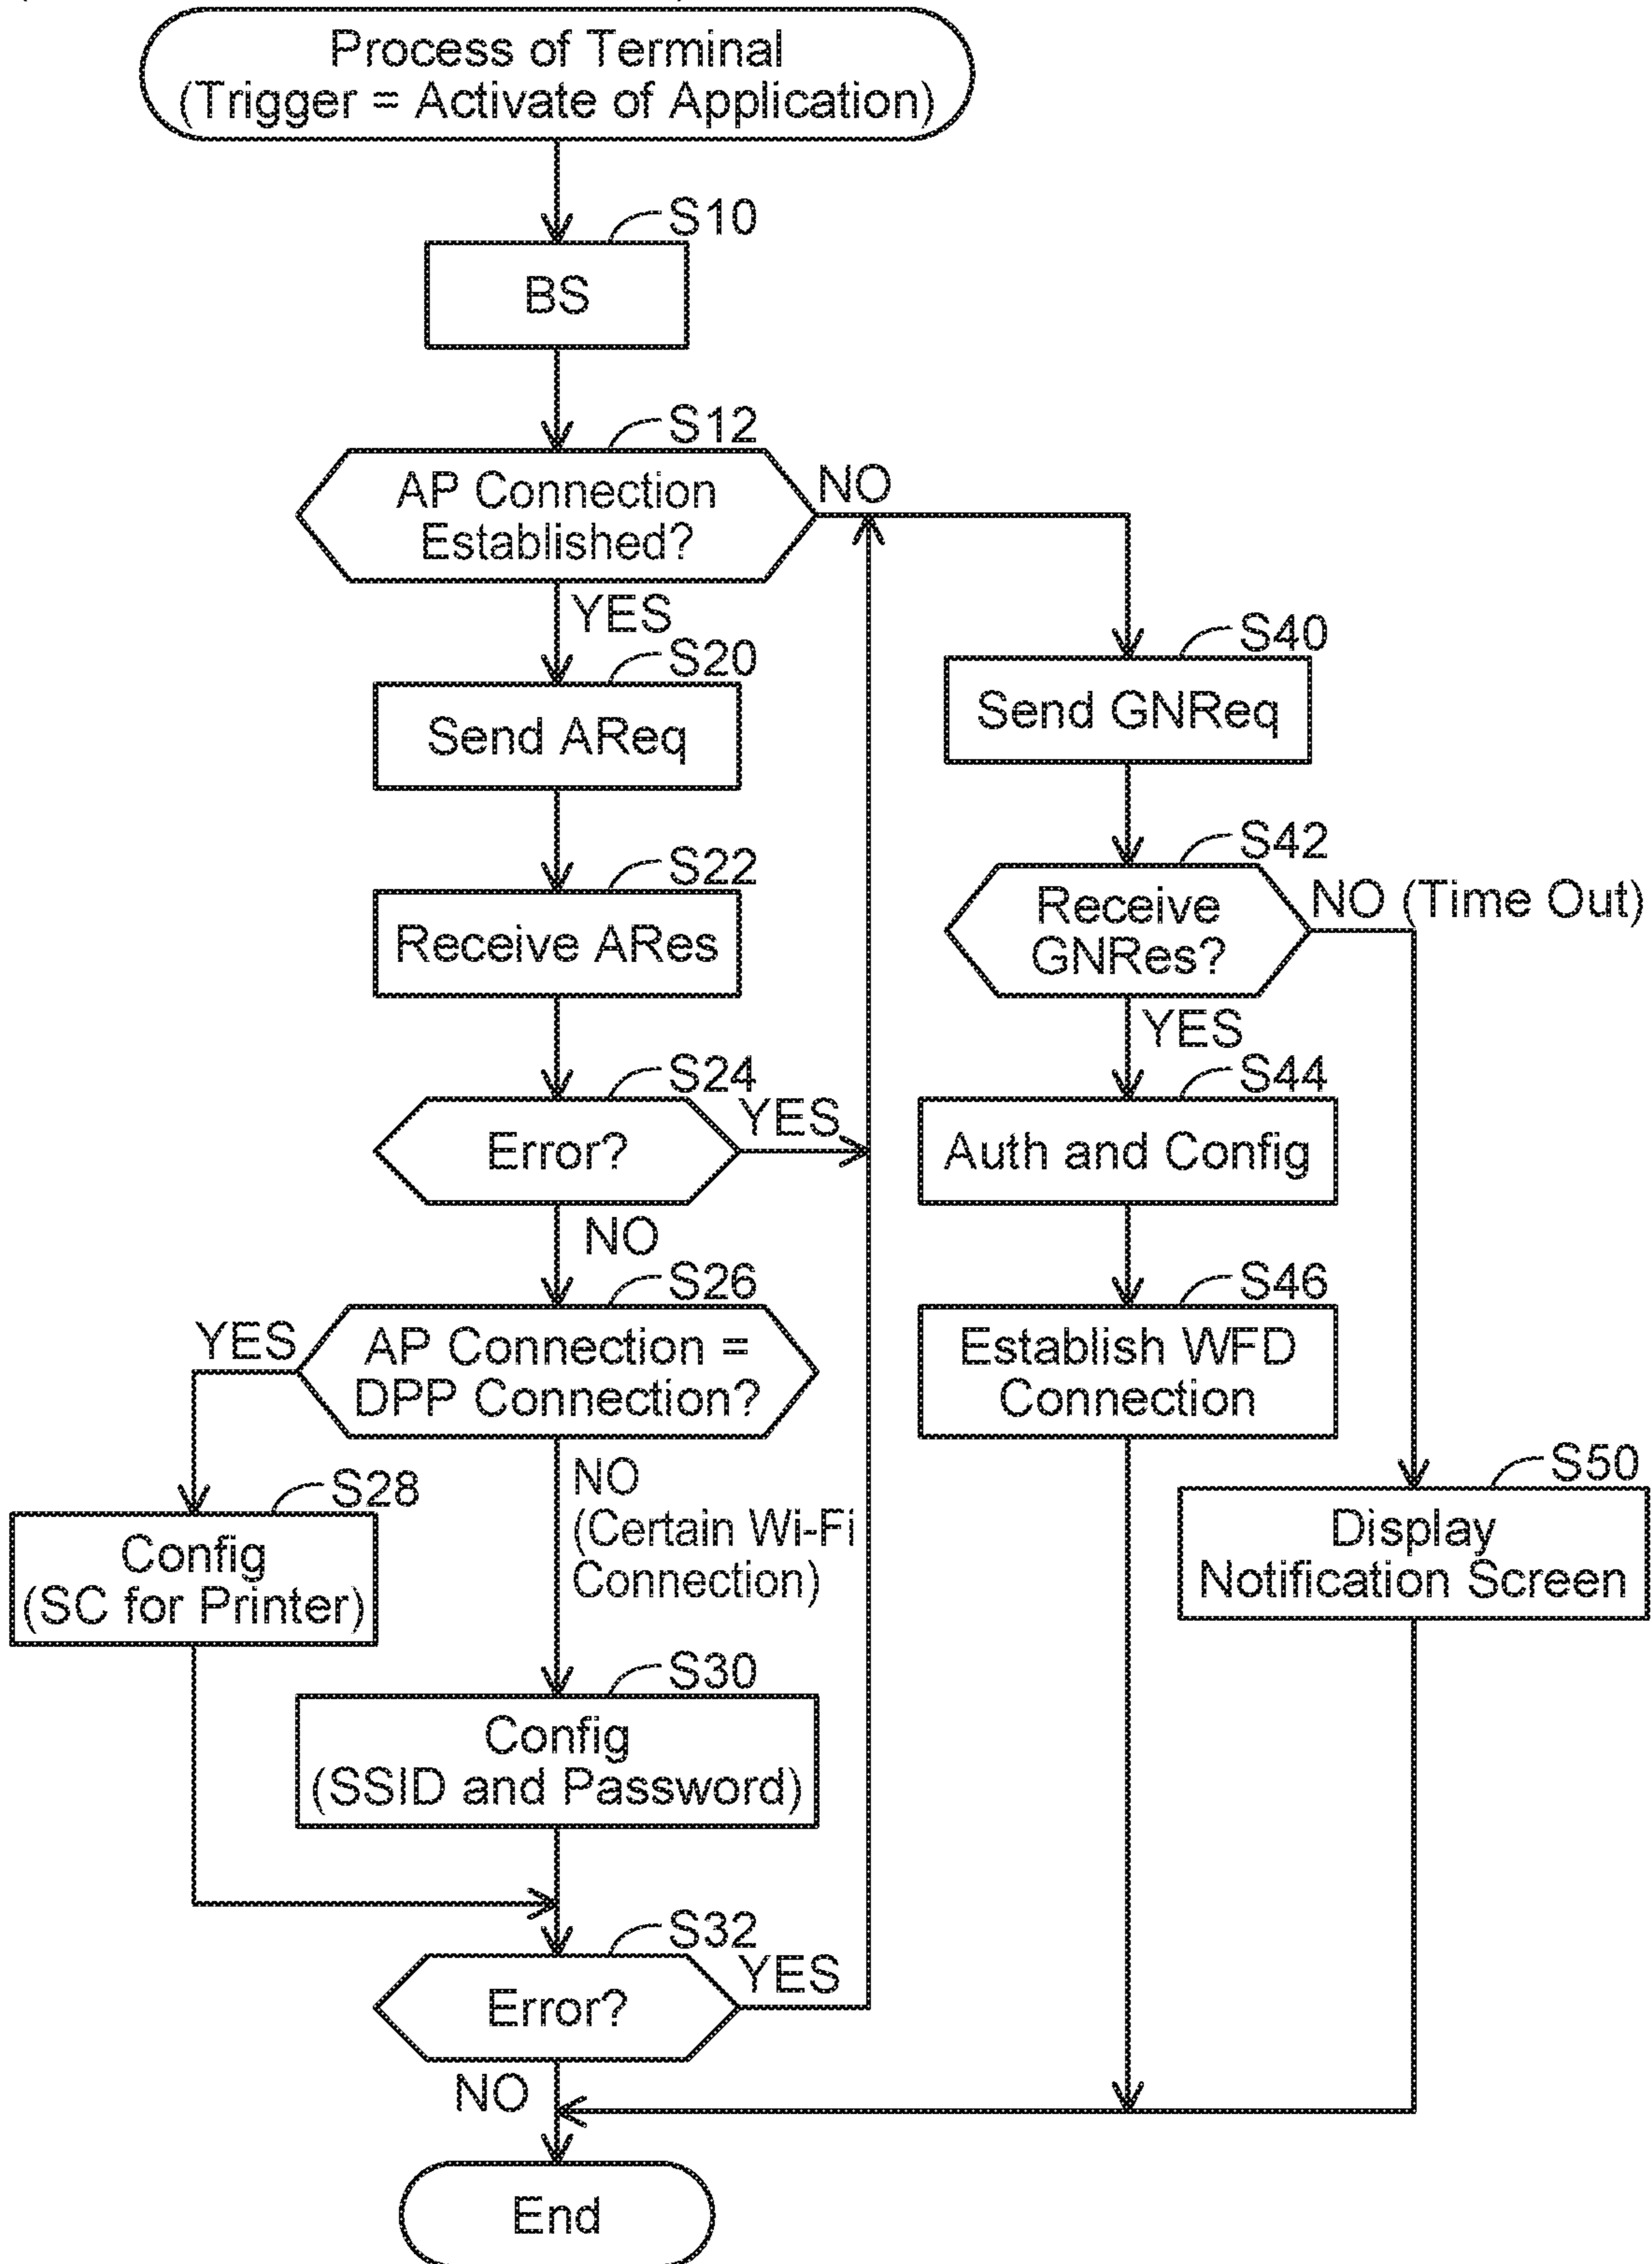 Process of Terminal
(Trigger = Activate of Application)
S10
BS
S12
AP Connection
Established?
NO
YES
S20
Send AReq
S22
Receive ARes
S24
Error?
YES
NO
S26
AP Connection =
DPP Connection?
YES
S28
Config
(SC for Printer)
NO
(Certain Wi-Fi
Connection)
S30
Config
(SSID and Password)
S32
Error?
YES
NO
S40
Send GNReq
S42
Receive
GNRes?
NO (Time Out)
YES
S44
Auth and Config
S46
Establish WFD
Connection
S50
Display
Notification Screen
End